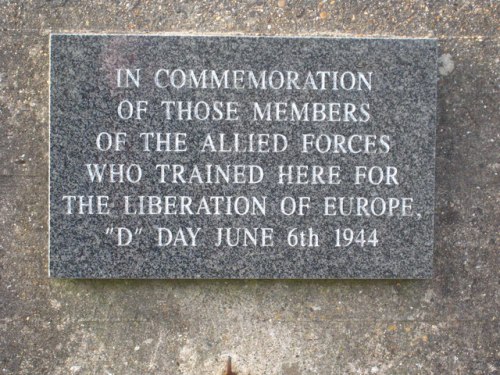 IN COMMEMORATION
OF THOSE MEMBERS
OF THE ALLIED FORCES
WHO TRAINED HERE FOR
THE LIBERATION OF EUROPE,
"D" DAY JUNE 6th 1944